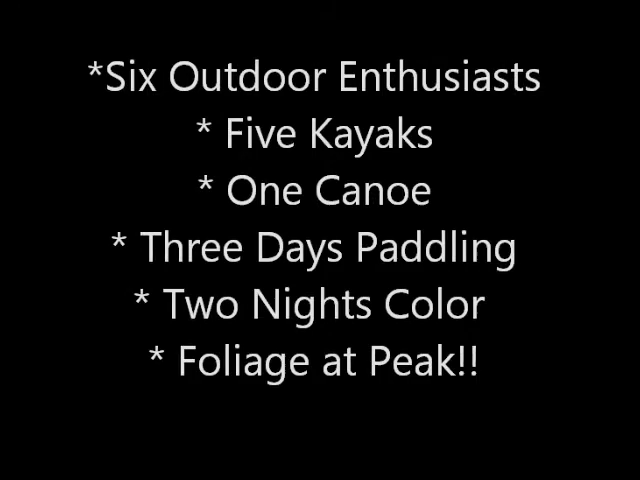 *Six Outdoor Enthusiasts
* Five Kayaks
* One Canoe
* Three Days Paddling
* Two Nights Color
* Foliage at Peak!!